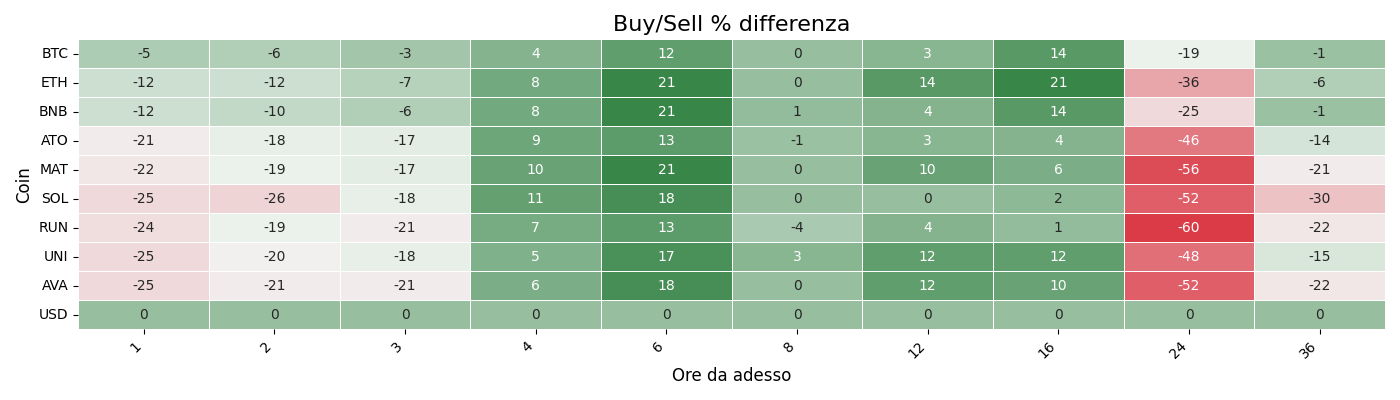 Buy/Sell % differenza
Coin
BTC -5 -6 -3 4 12 0 3 14 -19 -1
ETH -12 -12 -7 8 21 0 14 21 -36 -6
BNB -12 -10 -6 8 21 1 4 14 -25 -1
ATO -21 -18 -17 9 13 -1 3 4 -46 -14
MAT -22 -19 -17 10 21 0 10 6 -56 -21
SOL -25 -26 -18 11 18 0 0 2 -52 -30
RUN -24 -19 -21 7 13 -4 4 1 -60 -22
UNI -25 -20 -18 5 17 3 12 12 -48 -15
AVA -25 -21 -21 6 18 0 12 10 -52 -22
USD 0 0 0 0 0 0 0 0 0 0
1 2 3 4 6 8 12 16 24 36
Ore da adesso